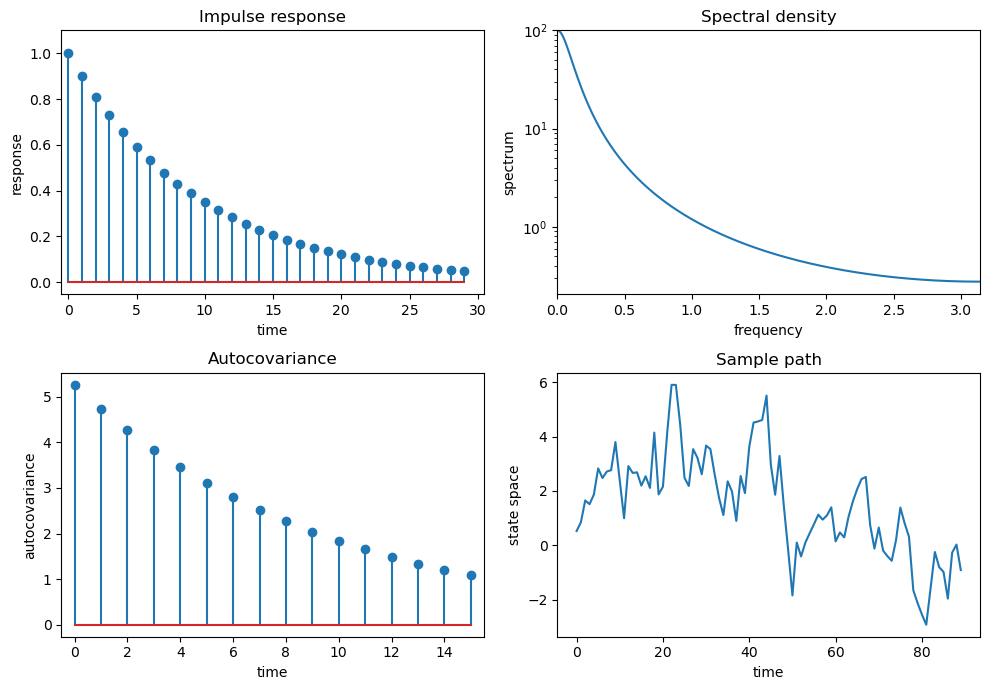 Impulse response
1.0
0.8
0.6
0.4
0.2
0.0
response
0 5 10 15 20 25 30
time
Spectral density
10²
10¹
10⁰
spectrum
0.0 0.5 1.0 1.5 2.0 2.5 3.0
frequency
Autocovariance
5
4
3
2
1
0
autocovariance
0 2 4 6 8 10 12 14
time
Sample path
6
4
2
0
−2
state space
0 20 40 60 80
time